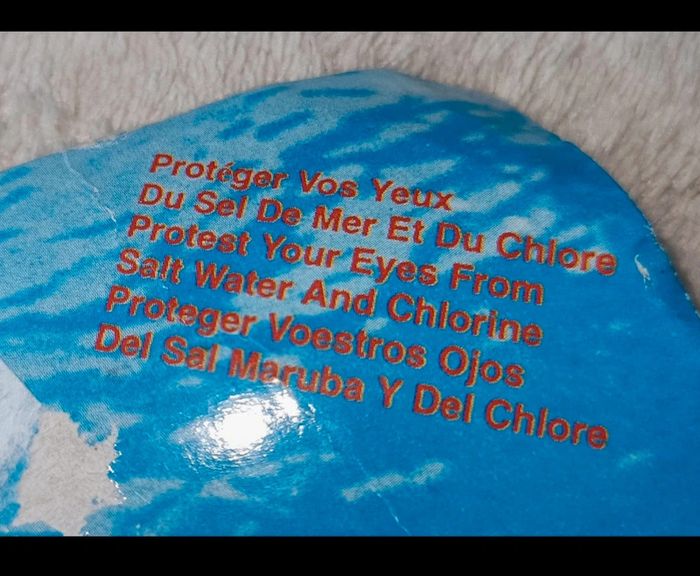 Protéger Vos Yeux
Du Sel De Mer Et Du Chlore
Protest Your Eyes From
Salt Water And Chlorine
Proteger Voestros Ojos
Del Sal Maruba Y Del Chlore